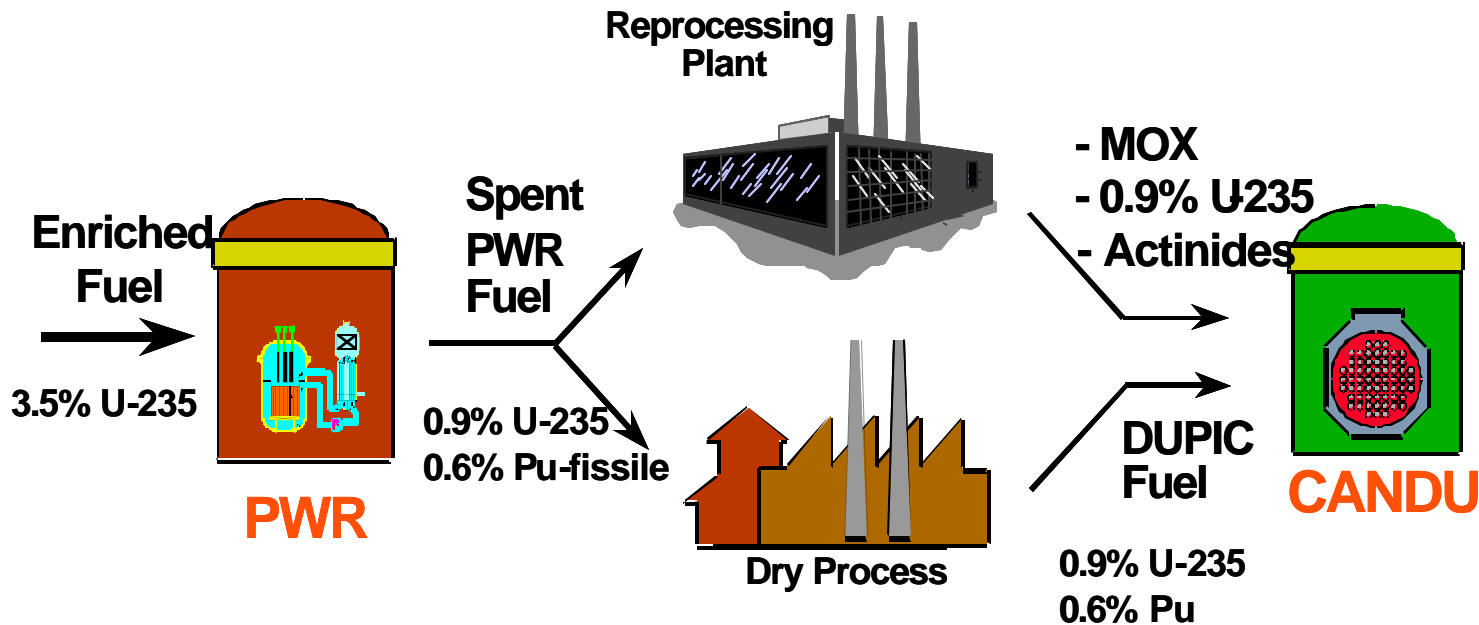 Enriched
Fuel
3.5% U-235
PWR
Spent
PWR
Fuel
0.9% U-235
0.6% Pu-fissile
Reprocessing
Plant
Dry Process
- MOX
- 0.9% U-235
- Actinides
DUPIC
Fuel
0.9% U-235
0.6% Pu
CANDU